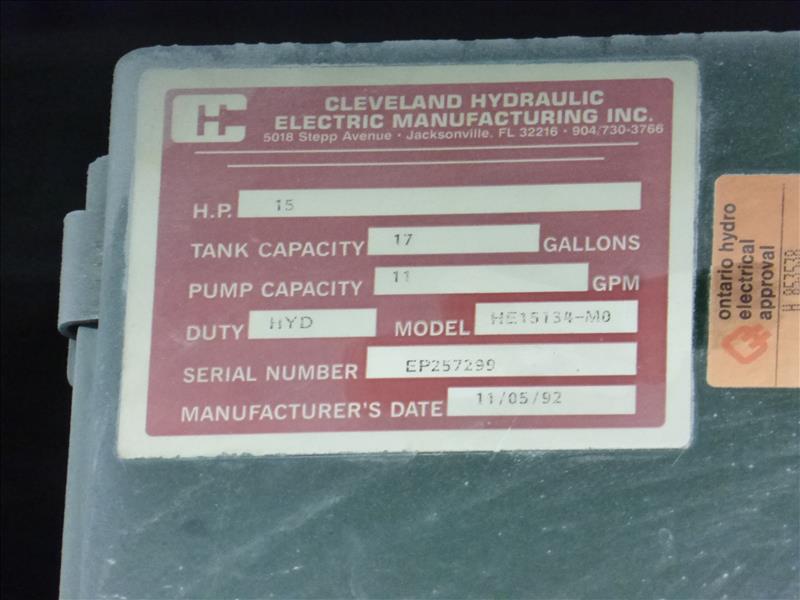 HC
CLEVELAND HYDRAULIC
ELECTRIC MANUFACTURING INC.
5018 Stepp Avenue · Jacksonville, FL 32216 · 904/730-3766
H.P. 15
TANK CAPACITY 17 GALLONS
PUMP CAPACITY 11 GPM
DUTY HYD MODEL HE15134-M0
SERIAL NUMBER EP257299
MANUFACTURER'S DATE 11/05/92
ontario hydro
electrical
approval